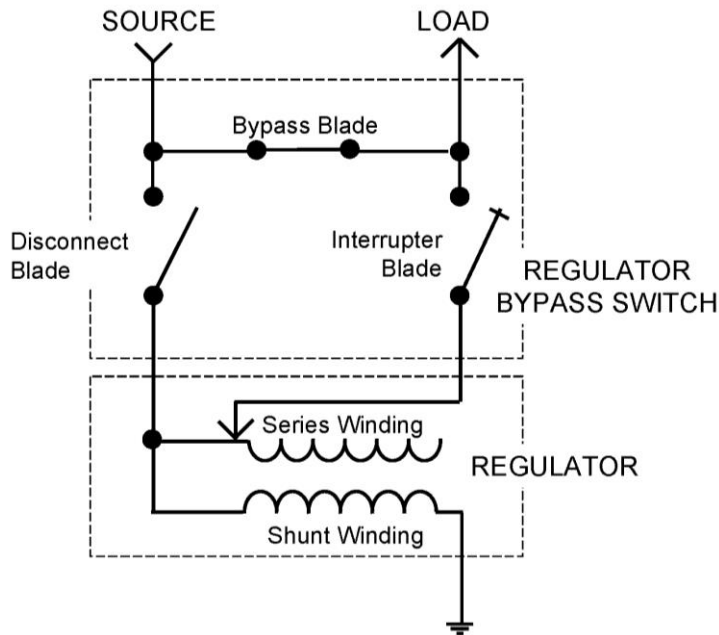 SOURCE
LOAD
Bypass Blade
Disconnect
Blade
Interrupter
Blade
REGULATOR
BYPASS SWITCH
Series Winding
REGULATOR
Shunt Winding